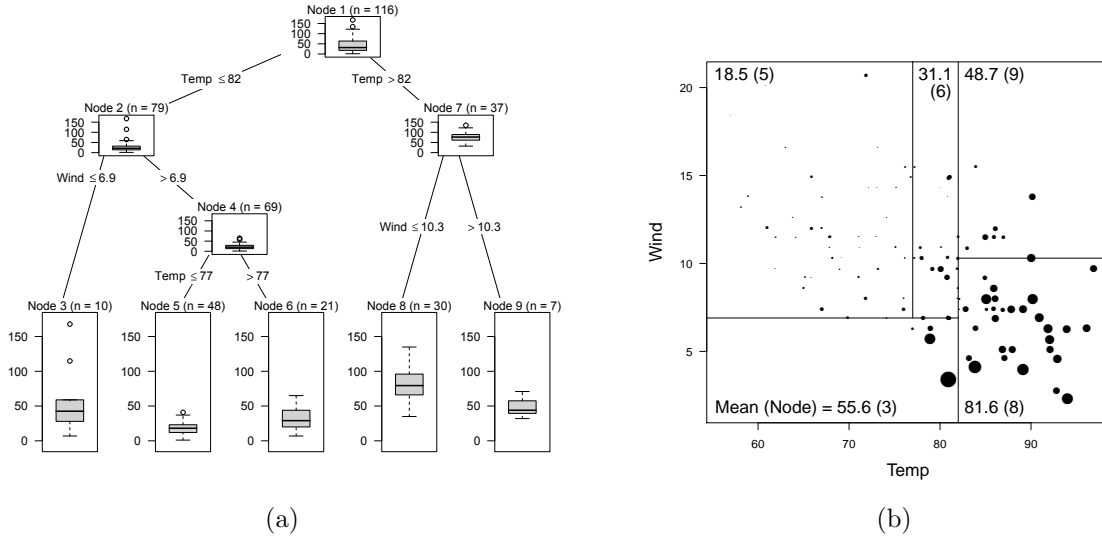 Node 1 (n = 116)
150
100
50
0
Temp ≤ 82
Temp > 82
Node 2 (n = 79)
150
100
50
0
Node 7 (n = 37)
150
100
50
0
Wind ≤ 6.9
> 6.9
Node 4 (n = 69)
150
100
50
0
Wind ≤ 10.3
> 10.3
Temp ≤ 77
> 77
Node 3 (n = 10)
150
100
50
0
Node 5 (n = 48)
150
100
50
0
Node 6 (n = 21)
150
100
50
0
Node 8 (n = 30)
150
100
50
0
Node 9 (n = 7)
150
100
50
0
(a)
18.5 (5)
31.1
(6)
48.7 (9)
Mean (Node) = 55.6 (3)
81.6 (8)
20
15
10
5
Wind
60
70
80
90
Temp
(b)